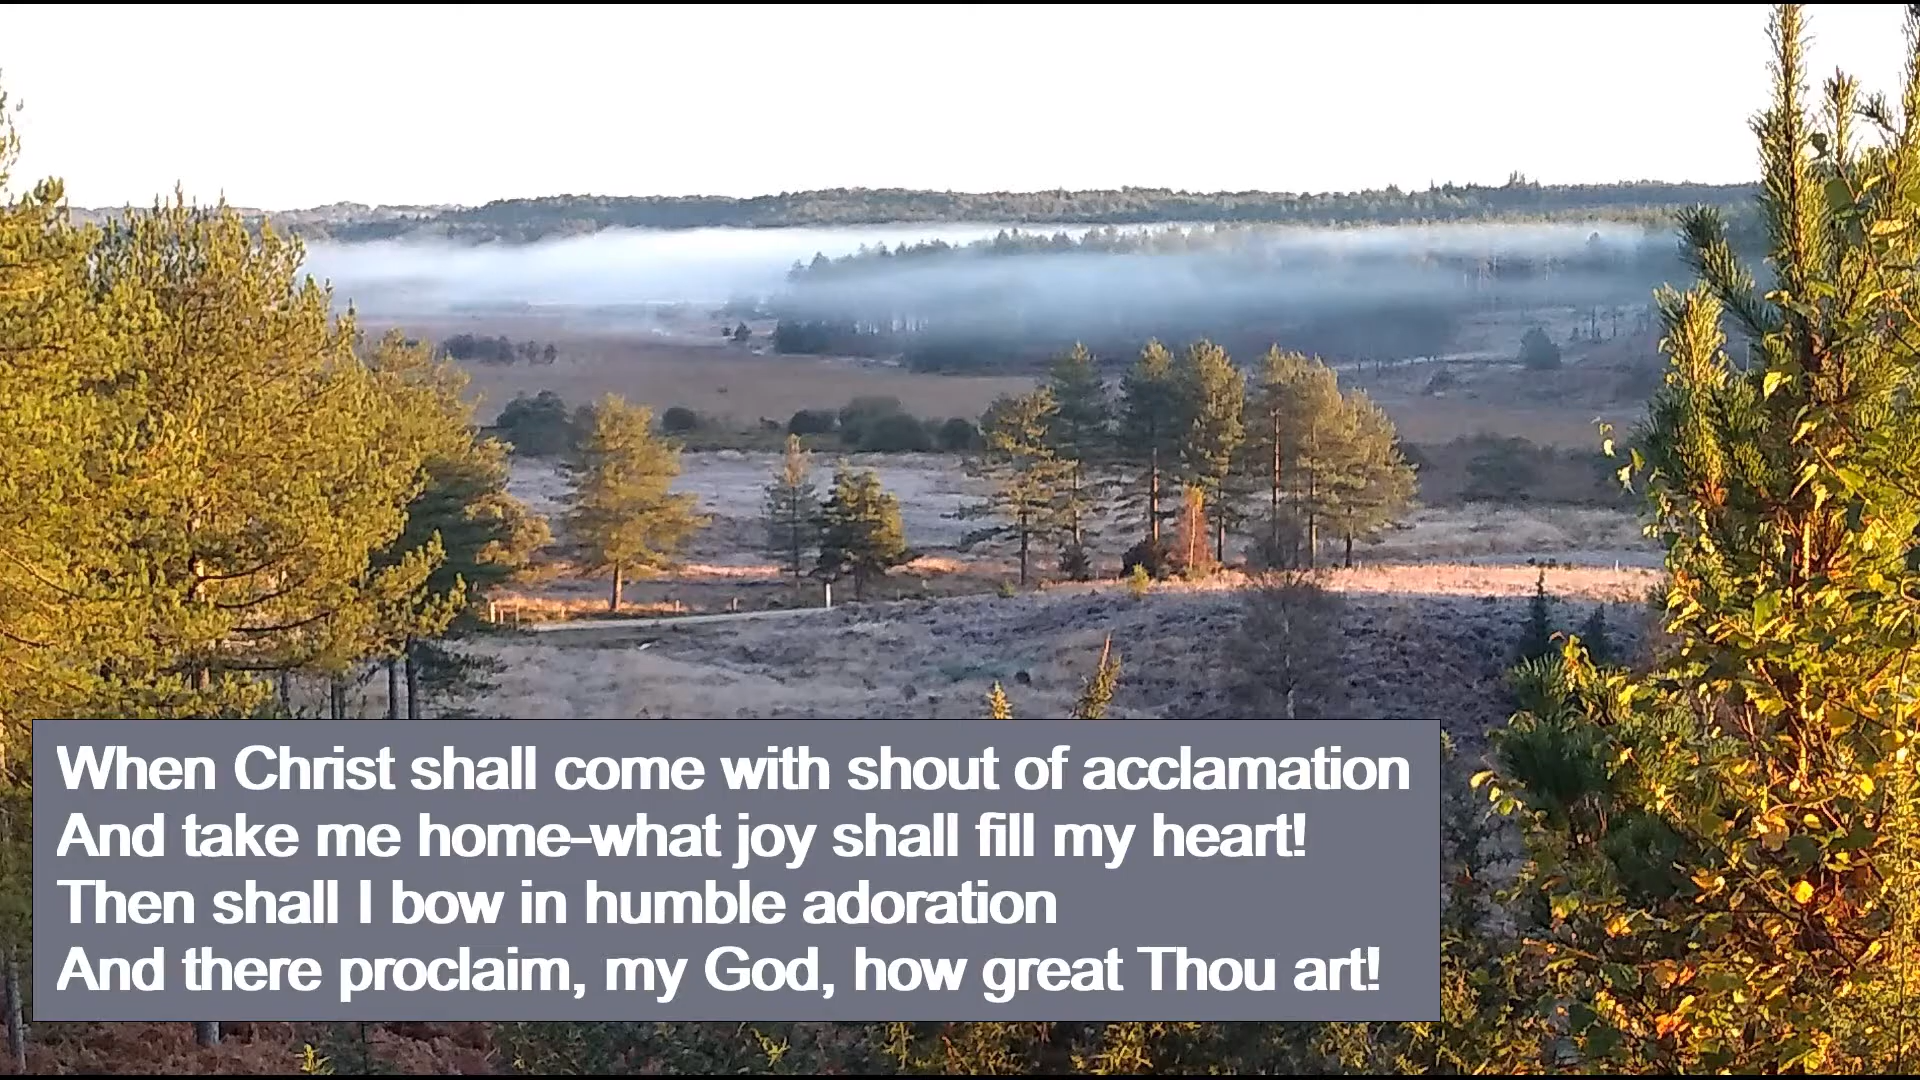 When Christ shall come with shout of acclamation
And take me home-what joy shall fill my heart!
Then shall I bow in humble adoration
And there proclaim, my God, how great Thou art!